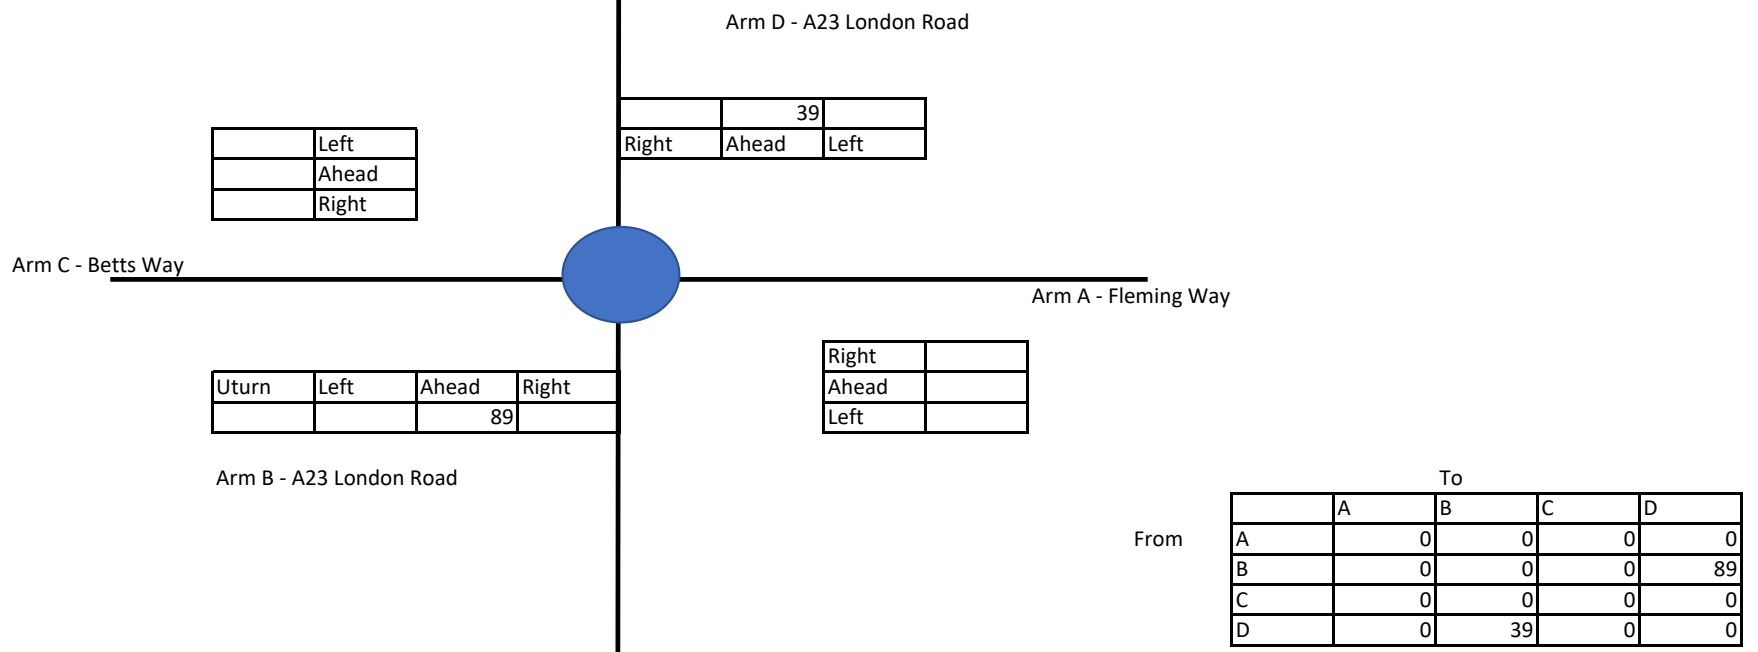 Arm D - A23 London Road
39
Right Ahead Left
Left
Ahead
Right
Arm C - Betts Way
Arm A - Fleming Way
Right
Ahead
Left
Uturn Left Ahead Right
89
Arm B - A23 London Road
To
A B C D
From A 0 0 0 0
B 0 0 0 89
C 0 0 0 0
D 0 39 0 0